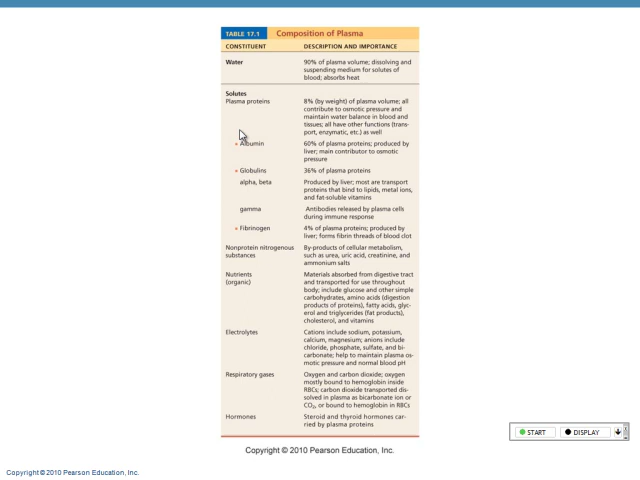 TABLE 17.1 Composition of Plasma
CONSTITUENT DESCRIPTION AND IMPORTANCE
Water 90% of plasma volume; dissolving and
suspending medium for solutes of
blood; absorbs heat
Solutes
Plasma proteins 8% (by weight) of plasma volume; all
contribute to osmotic pressure and
maintain water balance in blood and
tissues; all have other functions (trans-
port, enzymatic, etc.) as well
• Albumin 60% of plasma proteins; produced by
liver; main contributor to osmotic
pressure
• Globulins 36% of plasma proteins
alpha, beta Produced by liver; most are transport
proteins that bind to lipids, metal ions,
and fat-soluble vitamins
gamma Antibodies released by plasma cells
during immune response
• Fibrinogen 4% of plasma proteins; produced by
liver; forms fibrin threads of blood clot
Nonprotein nitrogenous By-products of cellular metabolism,
substances such as urea, uric acid, creatinine, and
ammonium salts
Nutrients Materials absorbed from digestive tract
(organic) and transported for use throughout
body; include glucose and other simple
carbohydrates, amino acids (digestion
products of proteins), fatty acids, glyc-
erol and triglycerides (fat products),
cholesterol, and vitamins
Electrolytes Cations include sodium, potassium,
calcium, magnesium; anions include
chloride, phosphate, sulfate, and bi-
carbonate; help to maintain plasma os-
motic pressure and normal blood pH
Respiratory gases Oxygen and carbon dioxide; oxygen
mostly bound to hemoglobin inside
RBCs; carbon dioxide transported dis-
solved in plasma as bicarbonate ion or
CO₂, or bound to hemoglobin in RBCs
Hormones Steroid and thyroid hormones car-
ried by plasma proteins
START DISPLAY
Copyright © 2010 Pearson Education, Inc.
Copyright © 2010 Pearson Education, Inc.